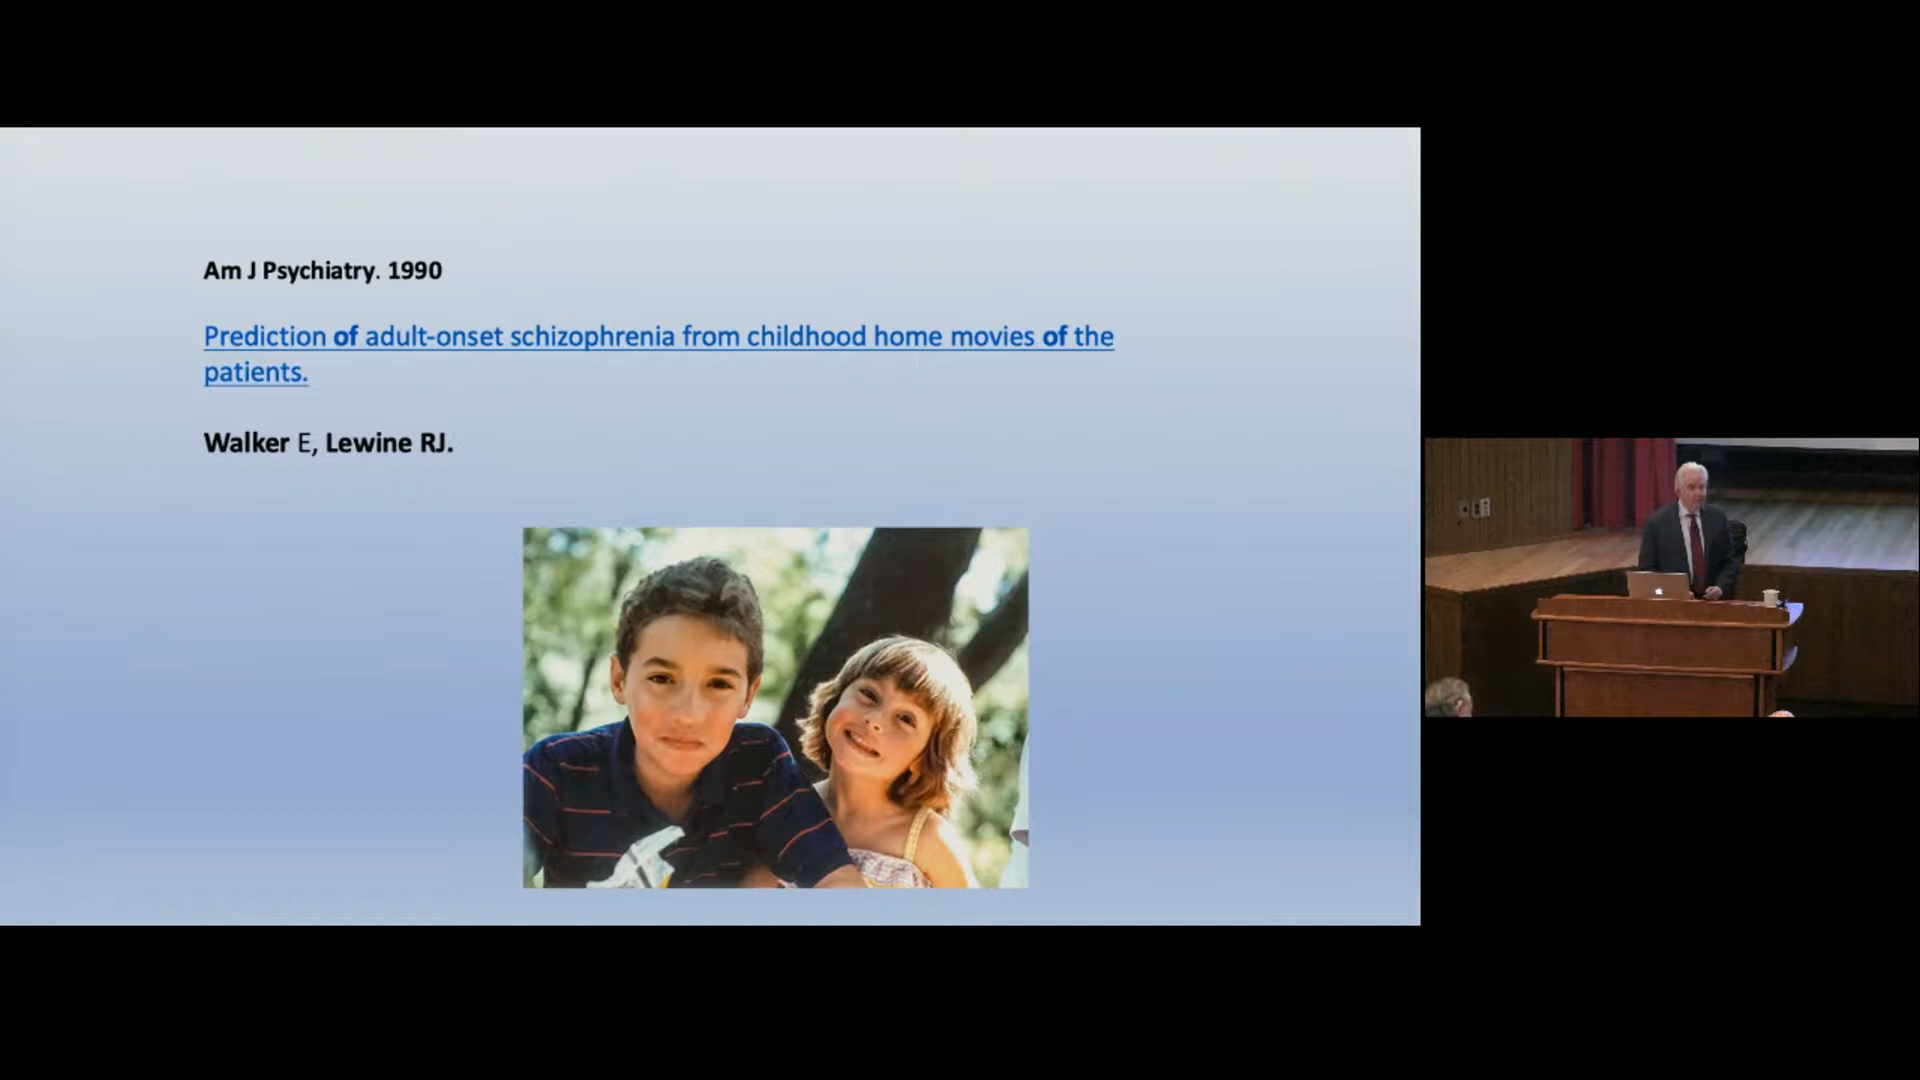 Am J Psychiatry. 1990
Prediction of adult-onset schizophrenia from childhood home movies of the
patients.
Walker E, Lewine RJ.